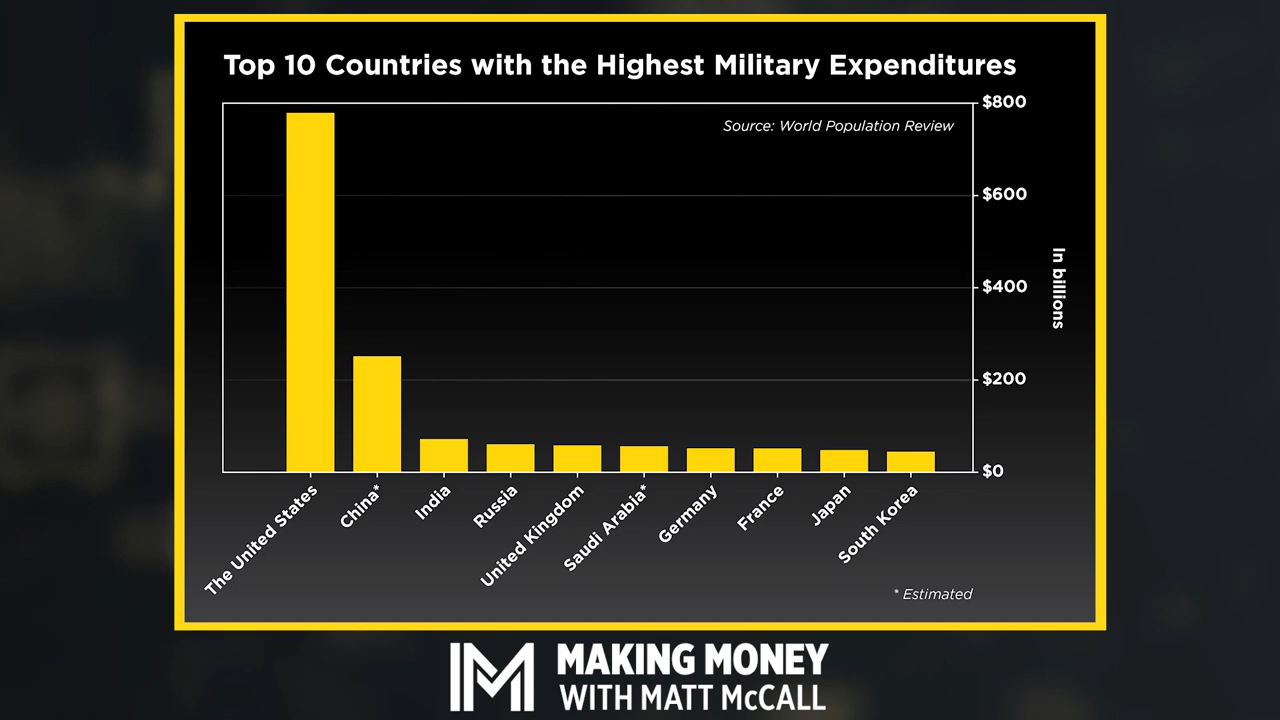 Top 10 Countries with the Highest Military Expenditures
Source: World Population Review
$800
$600
$400
$200
$0
In billions
The United States
China*
India
Russia
United Kingdom
Saudi Arabia*
Germany
France
Japan
South Korea
* Estimated
MM MAKING MONEY
WITH MATT McCALL